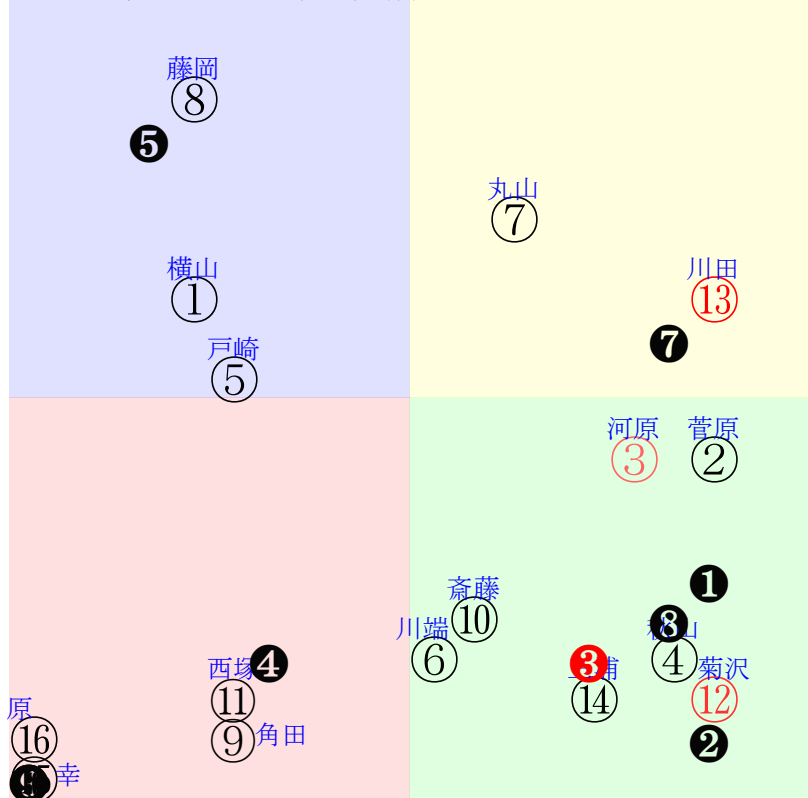 藤岡
⑧
❺
丸山
⑦
横山
①
川田
⑬
❼
戸崎
⑤
河原
③
菅原
②
❶
斎藤
⑩
❽
川端
⑥
山
④
❸
浦
⑭
西塚
❹
⑪
菊沢
⑫
原
⑯
⑨
角田
❷
幸